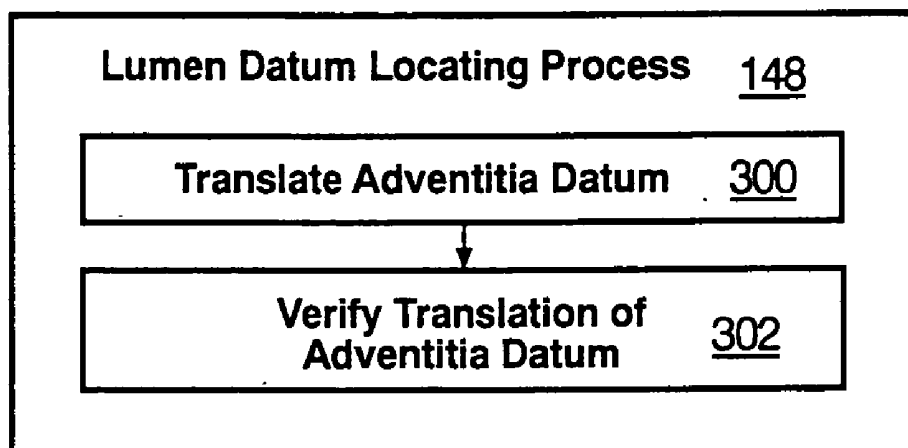 Lumen Datum Locating Process 148
Translate Adventitia Datum 300
Verify Translation of
Adventitia Datum 302